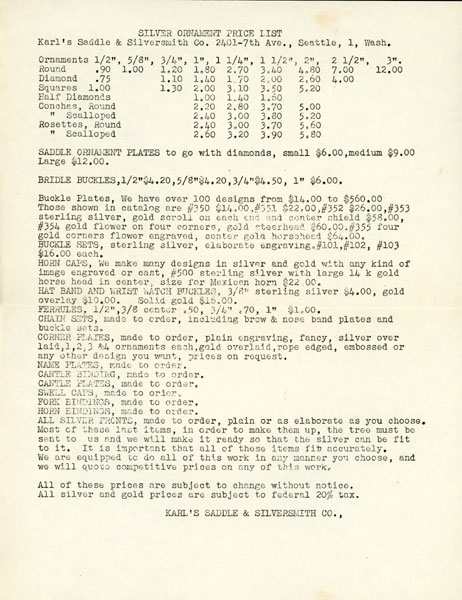 SILVER ORNAMENT PRICE LIST
Karl's Saddle & Silversmith Co. 2401-7th Ave., Seattle, 1, Wash.
Ornaments 1/2", 5/8", 3/4", 1", 1 1/4", 1 1/2", 2", 2 1/2", 3".
Round .90 1.00 1.20 1.80 2.70 3.40 4.80 7.00 12.00
Diamond .75 1.10 1.40 1.70 2.00 2.60 4.00
Squares 1.00 1.30 2.00 3.10 3.50 5.20
Half Diamonds 1.00 1.40 1.60
Conches, Round 2.20 2.80 3.70 5.00
" Scalloped 2.40 3.00 3.80 5.20
Rosettes, Round 2.40 3.00 3.70 5.60
" Scalloped 2.60 3.20 3.90 5.80
SADDLE ORNAMENT PLATES to go with diamonds, small $6.00,medium $9.00
Large $12.00.
BRIDLE BUCKLES,1/2"$4.20,5/8"$4.20,3/4"$4.50, 1" $6.00.
Buckle Plates, We have over 100 designs from $14.00 to $560.00
Those shown in catalog are #350 $14.00,#351 $22.00,#352 $26.00,#353
sterling silver, gold scroll on each end and center shield $58.00,
#354 gold flower on four corners, gold steerhead $60.00.#355 four
gold corners flower engraved, center gold horsehead $64.00.
BUCKLE SETS, sterling silver, elaborate engraving.#101,#102, #103
$16.00 each.
HORN CAPS, We make many designs in silver and gold with any kind of
image engraved or cast, #500 sterling silver with large 14 k gold
horse head in center, size for Mexican horn $22.00.
HAT BAND AND WRIST WATCH BUCKLES, 3/8" sterling silver $4.00, gold
overlay $10.00. Solid gold $16.00.
FERRULES, 1/2",3/8 center .50, 3/4" .70, 1" $1.00.
CHAIN SETS, made to order, including brow & nose band plates and
buckle sets.
CORNER PLATES, made to order, plain engraving, fancy, silver over
laid,1,2,3 &4 ornaments each,gold overlaid,rope edged, embossed or
any other design you want, prices on request.
NAME PLATES, made to order.
CANTLE BINDING, made to order.
CANTLE PLATES, made to order.
SWELL CAPS, made to order.
FORK BINDINGS, made to order.
HORN BINDINGS, made to order.
ALL SILVER FRONTS, made to order, plain or as elaborate as you choose.
Most of these last items, in order to make them up, the tree must be
sent to us and we will make it ready so that the silver can be fit
to it. It is important that all of these items fit accurately.
We are equipped to do all of this work in any manner you choose, and
we will quote competitive prices on any of this work.
All of these prices are subject to change without notice.
All silver and gold prices are subject to federal 20% tax.
KARL'S SADDLE & SILVERSMITH CO.,